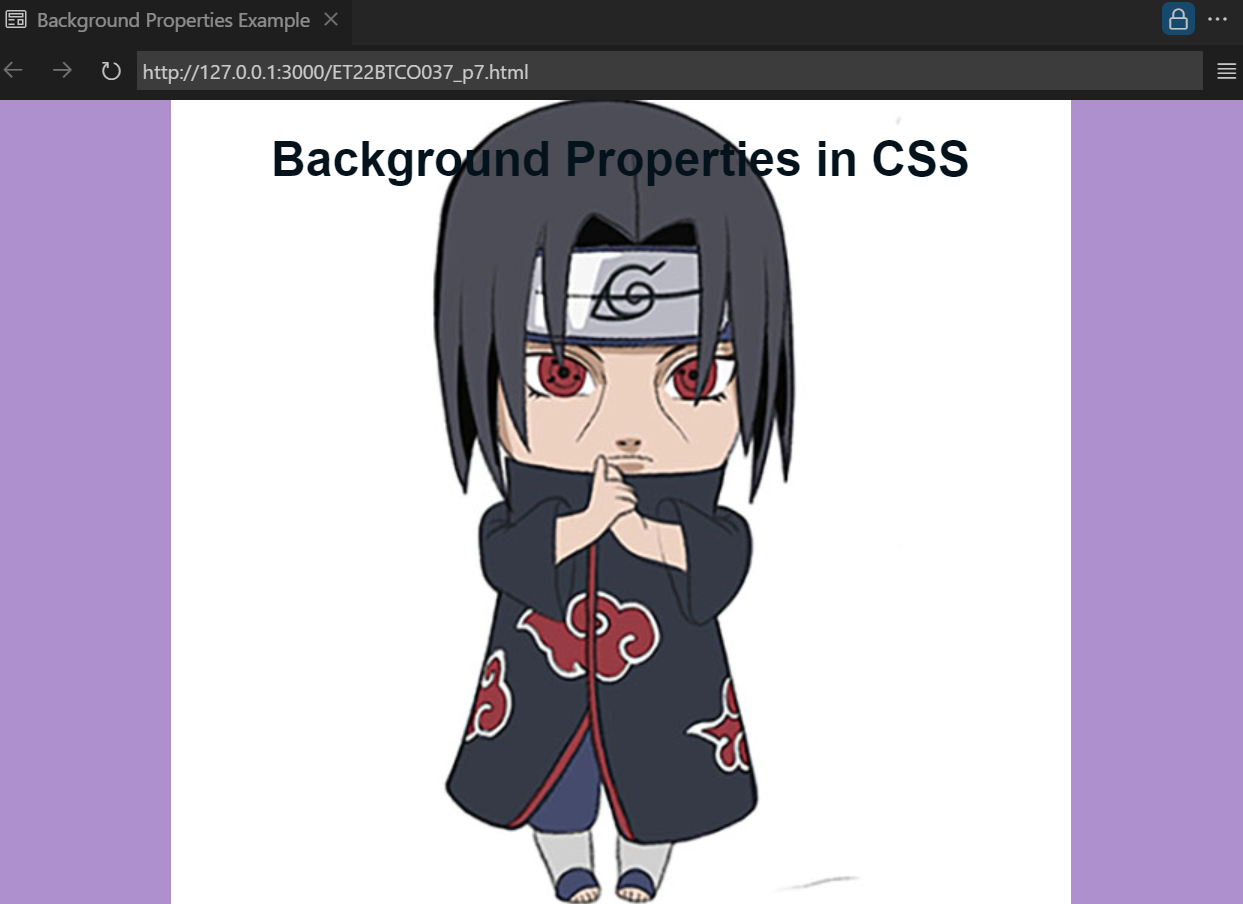 Background Properties Example
http://127.0.0.1:3000/ET22BTCO037_p7.html
Background Properties in CSS